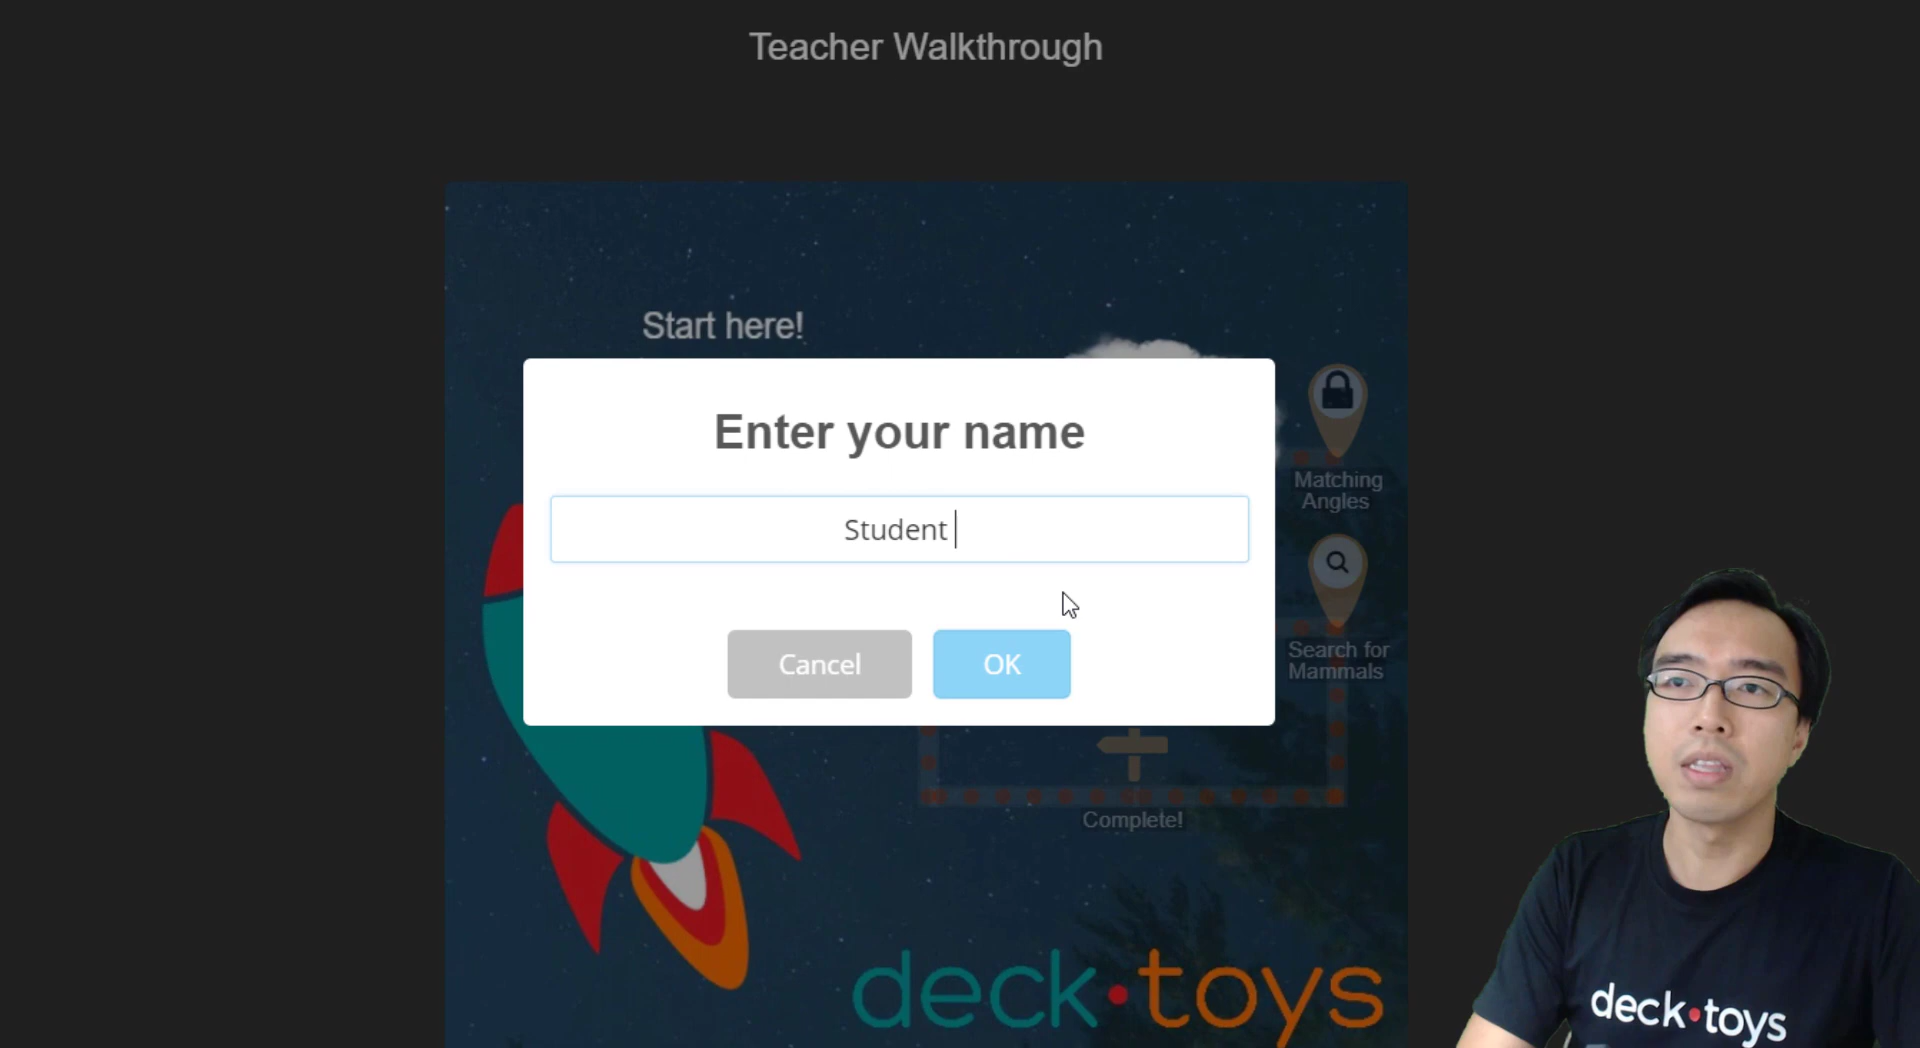 Teacher Walkthrough
Start here!
Enter your name
Student
Cancel
OK
Matching
Angles
Search for
Mammals
Complete!
deck•toys
deck•toys